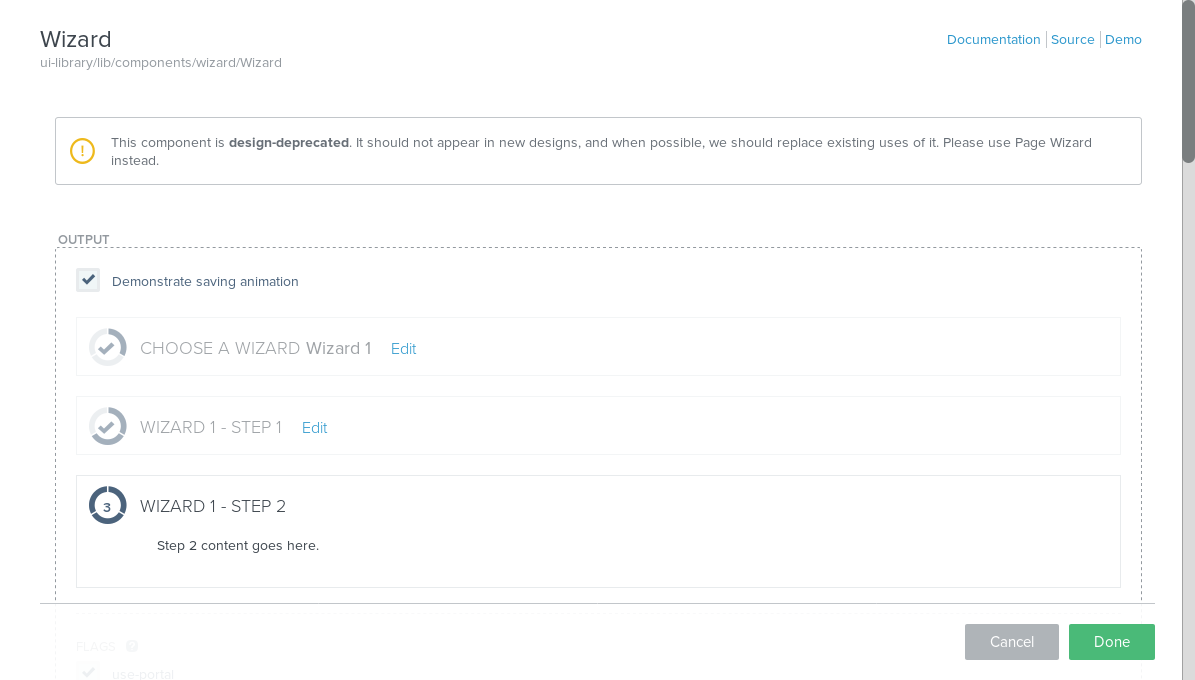 Wizard
Documentation Source Demo
ui-library/lib/components/wizard/Wizard
! This component is design-deprecated. It should not appear in new designs, and when possible, we should replace existing uses of it. Please use Page Wizard
instead.
OUTPUT
Demonstrate saving animation
CHOOSE A WIZARD Wizard 1 Edit
WIZARD 1 - STEP 1 Edit
3 WIZARD 1 - STEP 2
Step 2 content goes here.
Cancel Done
FLAGS ?
use-portal